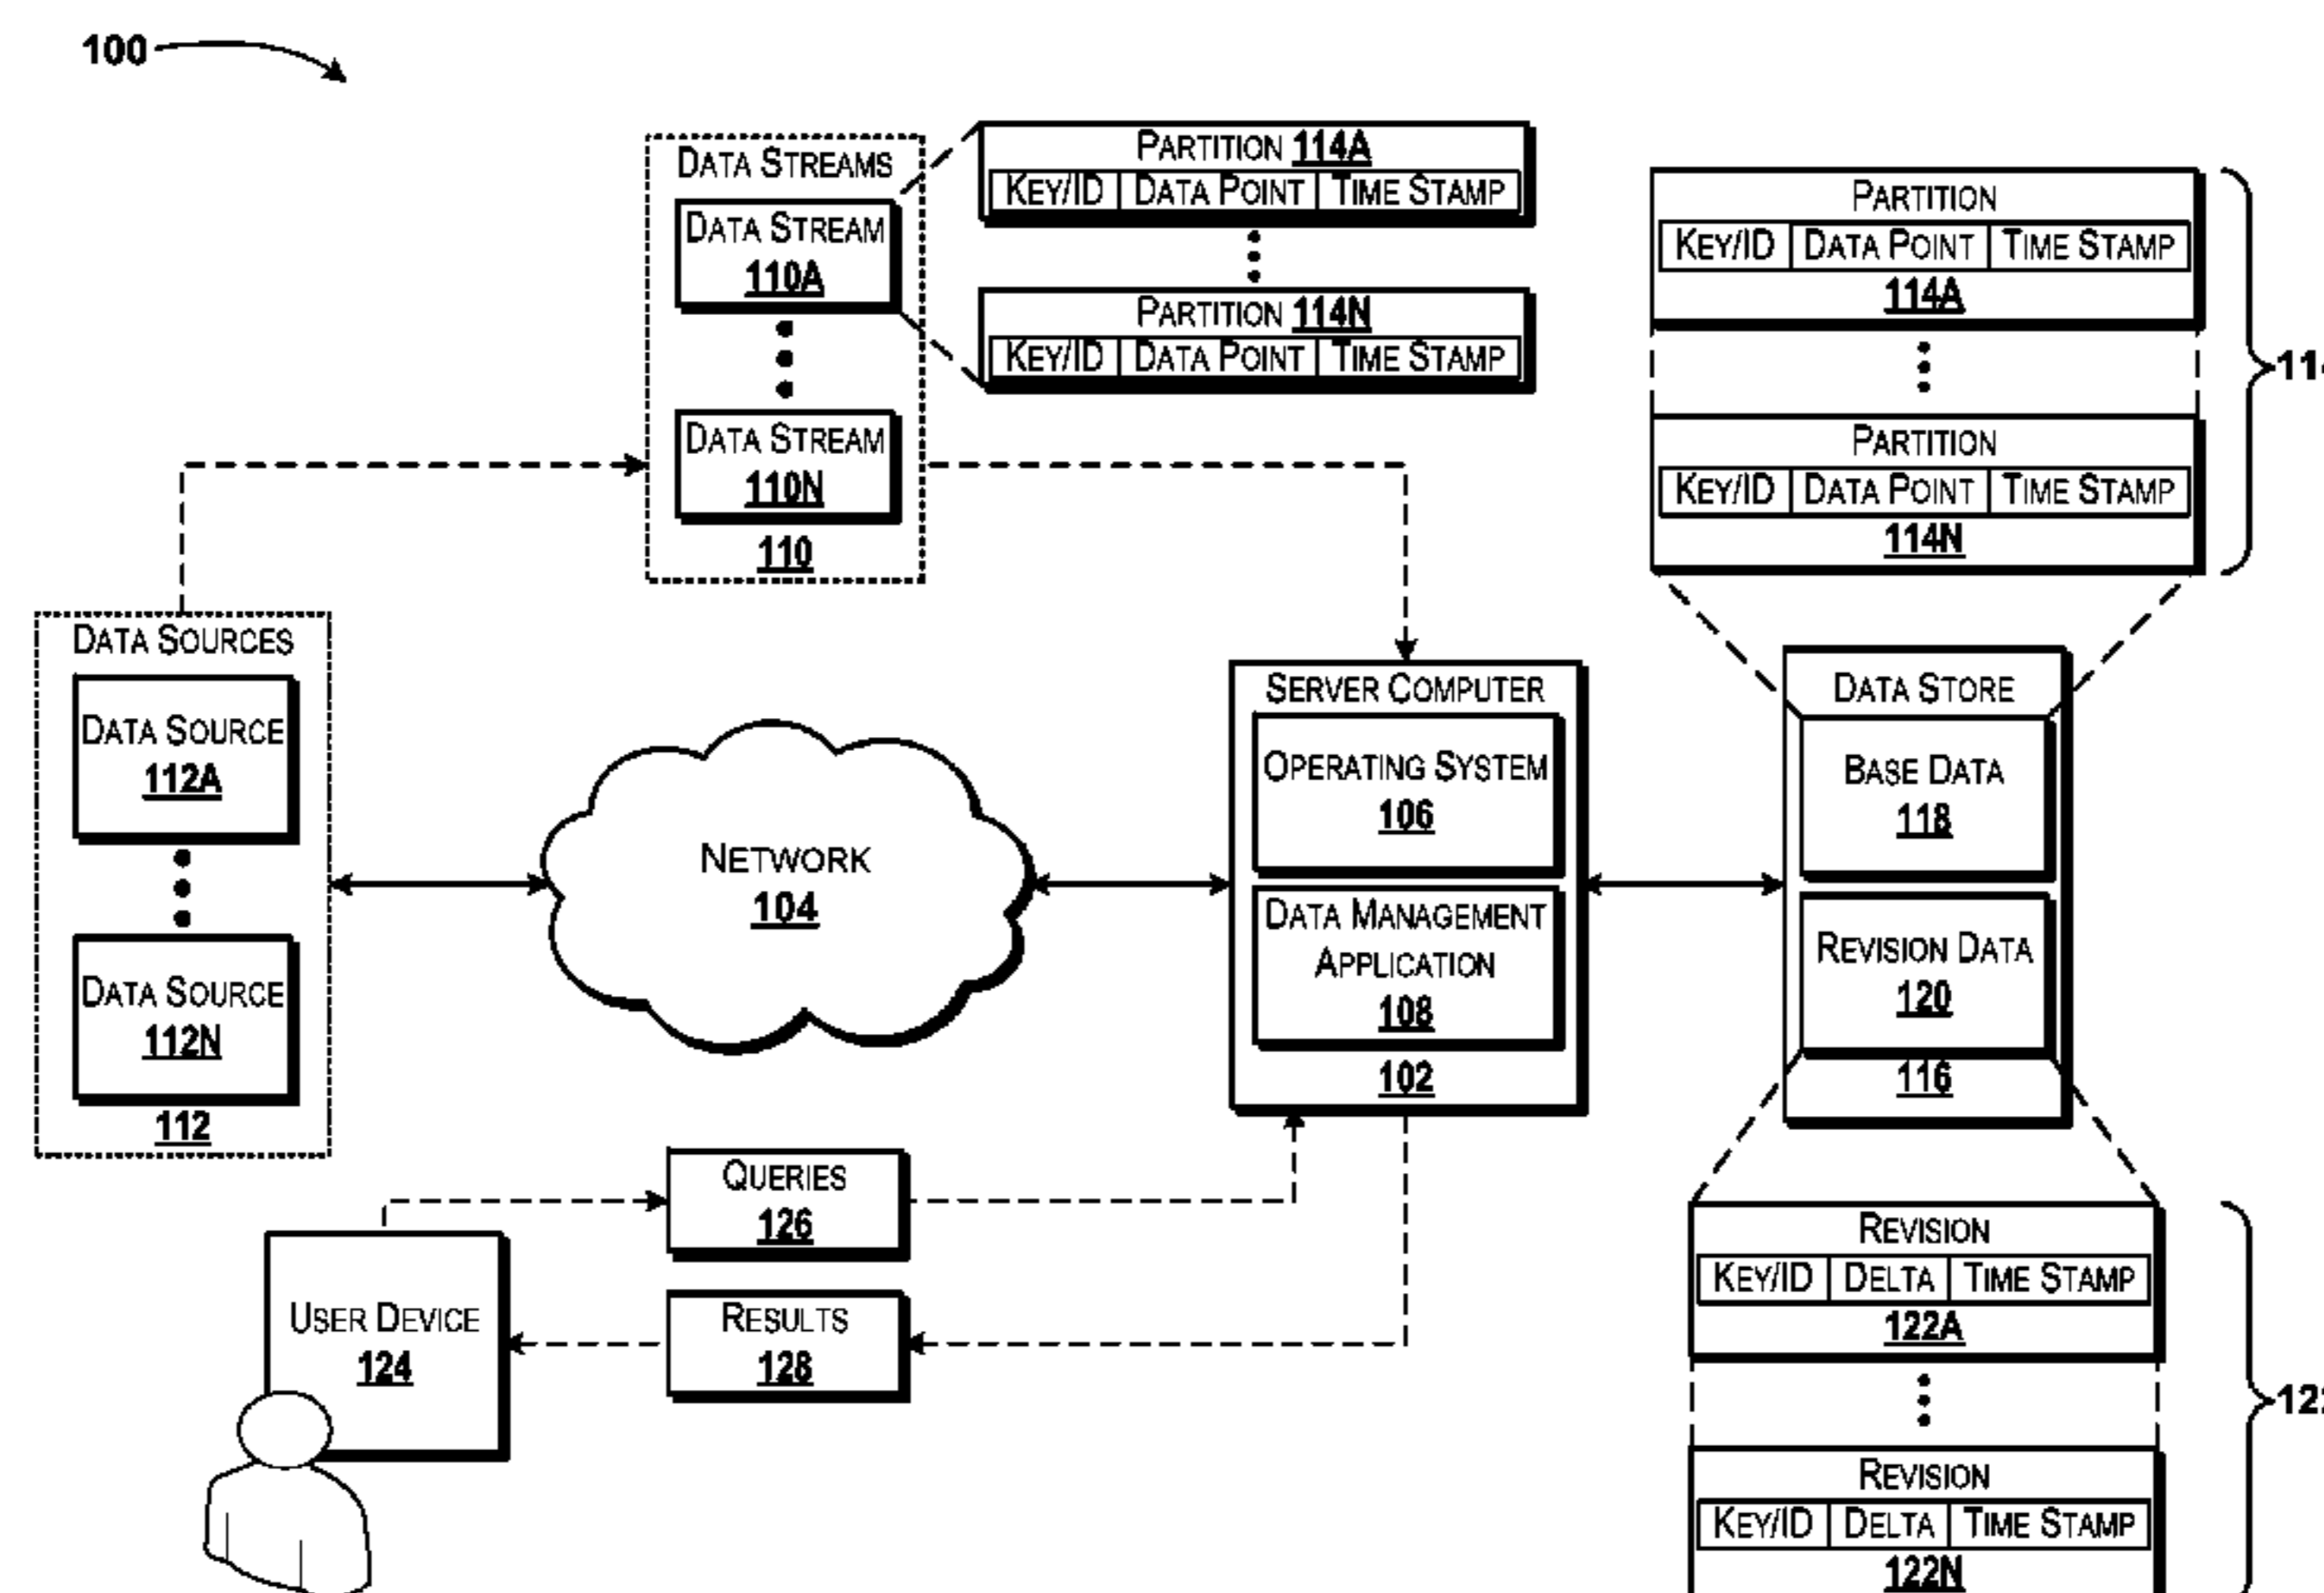 100
DATA STREAMS
DATA STREAM
110A
DATA STREAM
110N
110
PARTITION 114A
KEY/ID DATA POINT TIME STAMP
PARTITION 114N
KEY/ID DATA POINT TIME STAMP
PARTITION
KEY/ID DATA POINT TIME STAMP
114A
PARTITION
KEY/ID DATA POINT TIME STAMP
114N
DATA SOURCES
DATA SOURCE
112A
DATA SOURCE
112N
112
NETWORK
104
SERVER COMPUTER
OPERATING SYSTEM
106
DATA MANAGEMENT
APPLICATION
108
102
DATA STORE
BASE DATA
118
REVISION DATA
120
116
QUERIES
126
RESULTS
128
USER DEVICE
124
REVISION
KEY/ID DELTA TIME STAMP
122A
REVISION
KEY/ID DELTA TIME STAMP
122N